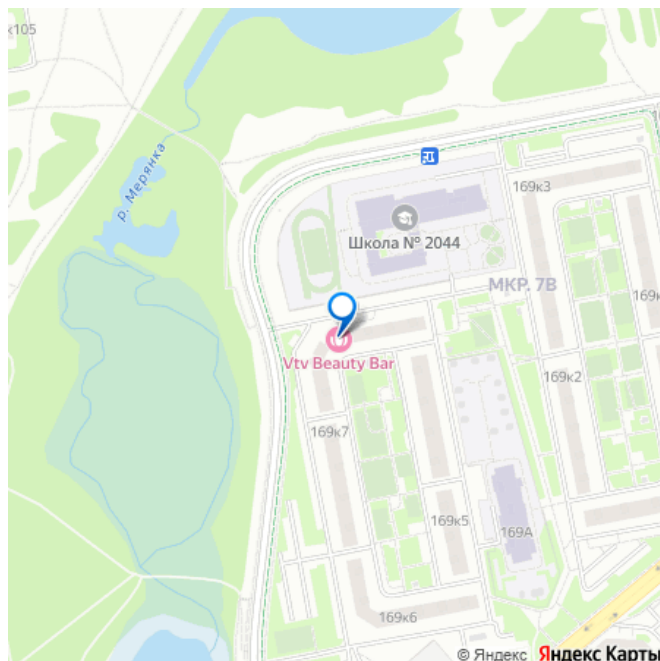 к105
р. Мерянка
169к3
Школа № 2044
МКР. 7В
Vtv Beauty Bar
169к2
169к7
169к5
169А
169к6
© Яндекс Яндекс Карты